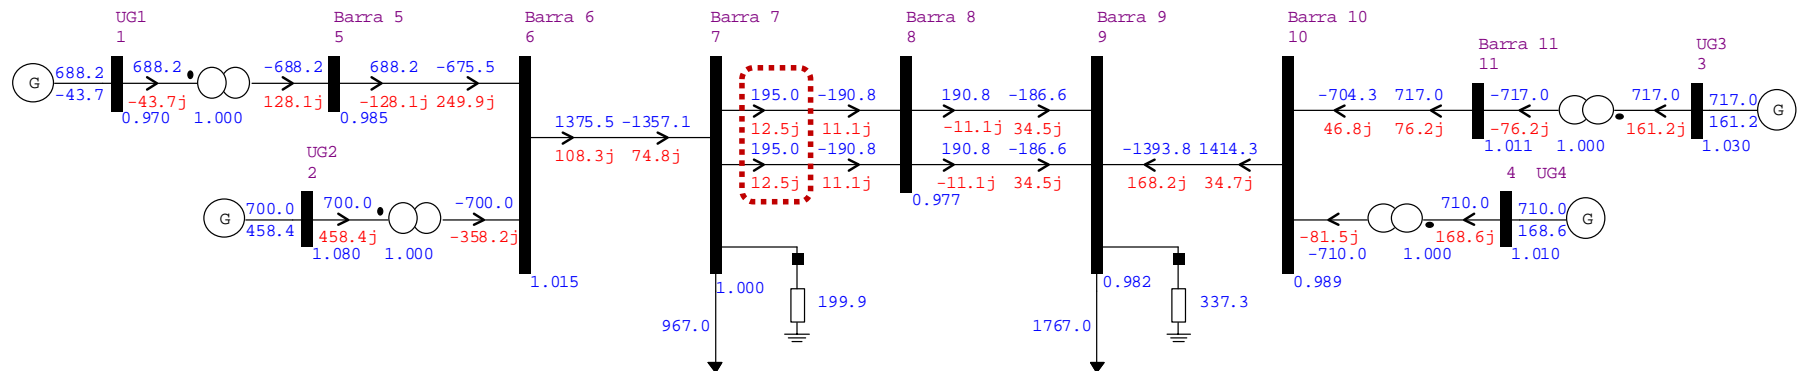 UG1
1
Barra 5
5
Barra 6
6
Barra 7
7
Barra 8
8
Barra 9
9
Barra 10
10
Barra 11
11
UG3
3
G
688.2
-43.7
688.2
-43.7j
0.970
1.000
-688.2
128.1j
0.985
688.2
-128.1j
-675.5
249.9j
UG2
2
G
700.0
458.4
700.0
458.4j
1.080
1.000
-700.0
-358.2j
1.015
1375.5
108.3j
-1357.1
74.8j
195.0
12.5j
-190.8
11.1j
195.0
12.5j
-190.8
11.1j
1.000
199.9
967.0
190.8
-11.1j
-186.6
34.5j
190.8
-11.1j
-186.6
34.5j
0.977
-1393.8
168.2j
1414.3
34.7j
0.982
337.3
1767.0
-704.3
46.8j
717.0
76.2j
-717.0
-76.2j
1.011
1.000
717.0
161.2j
717.0
161.2
G
1.030
4 UG4
-81.5j
-710.0
1.000
710.0
168.6j
710.0
168.6
G
1.010
0.989